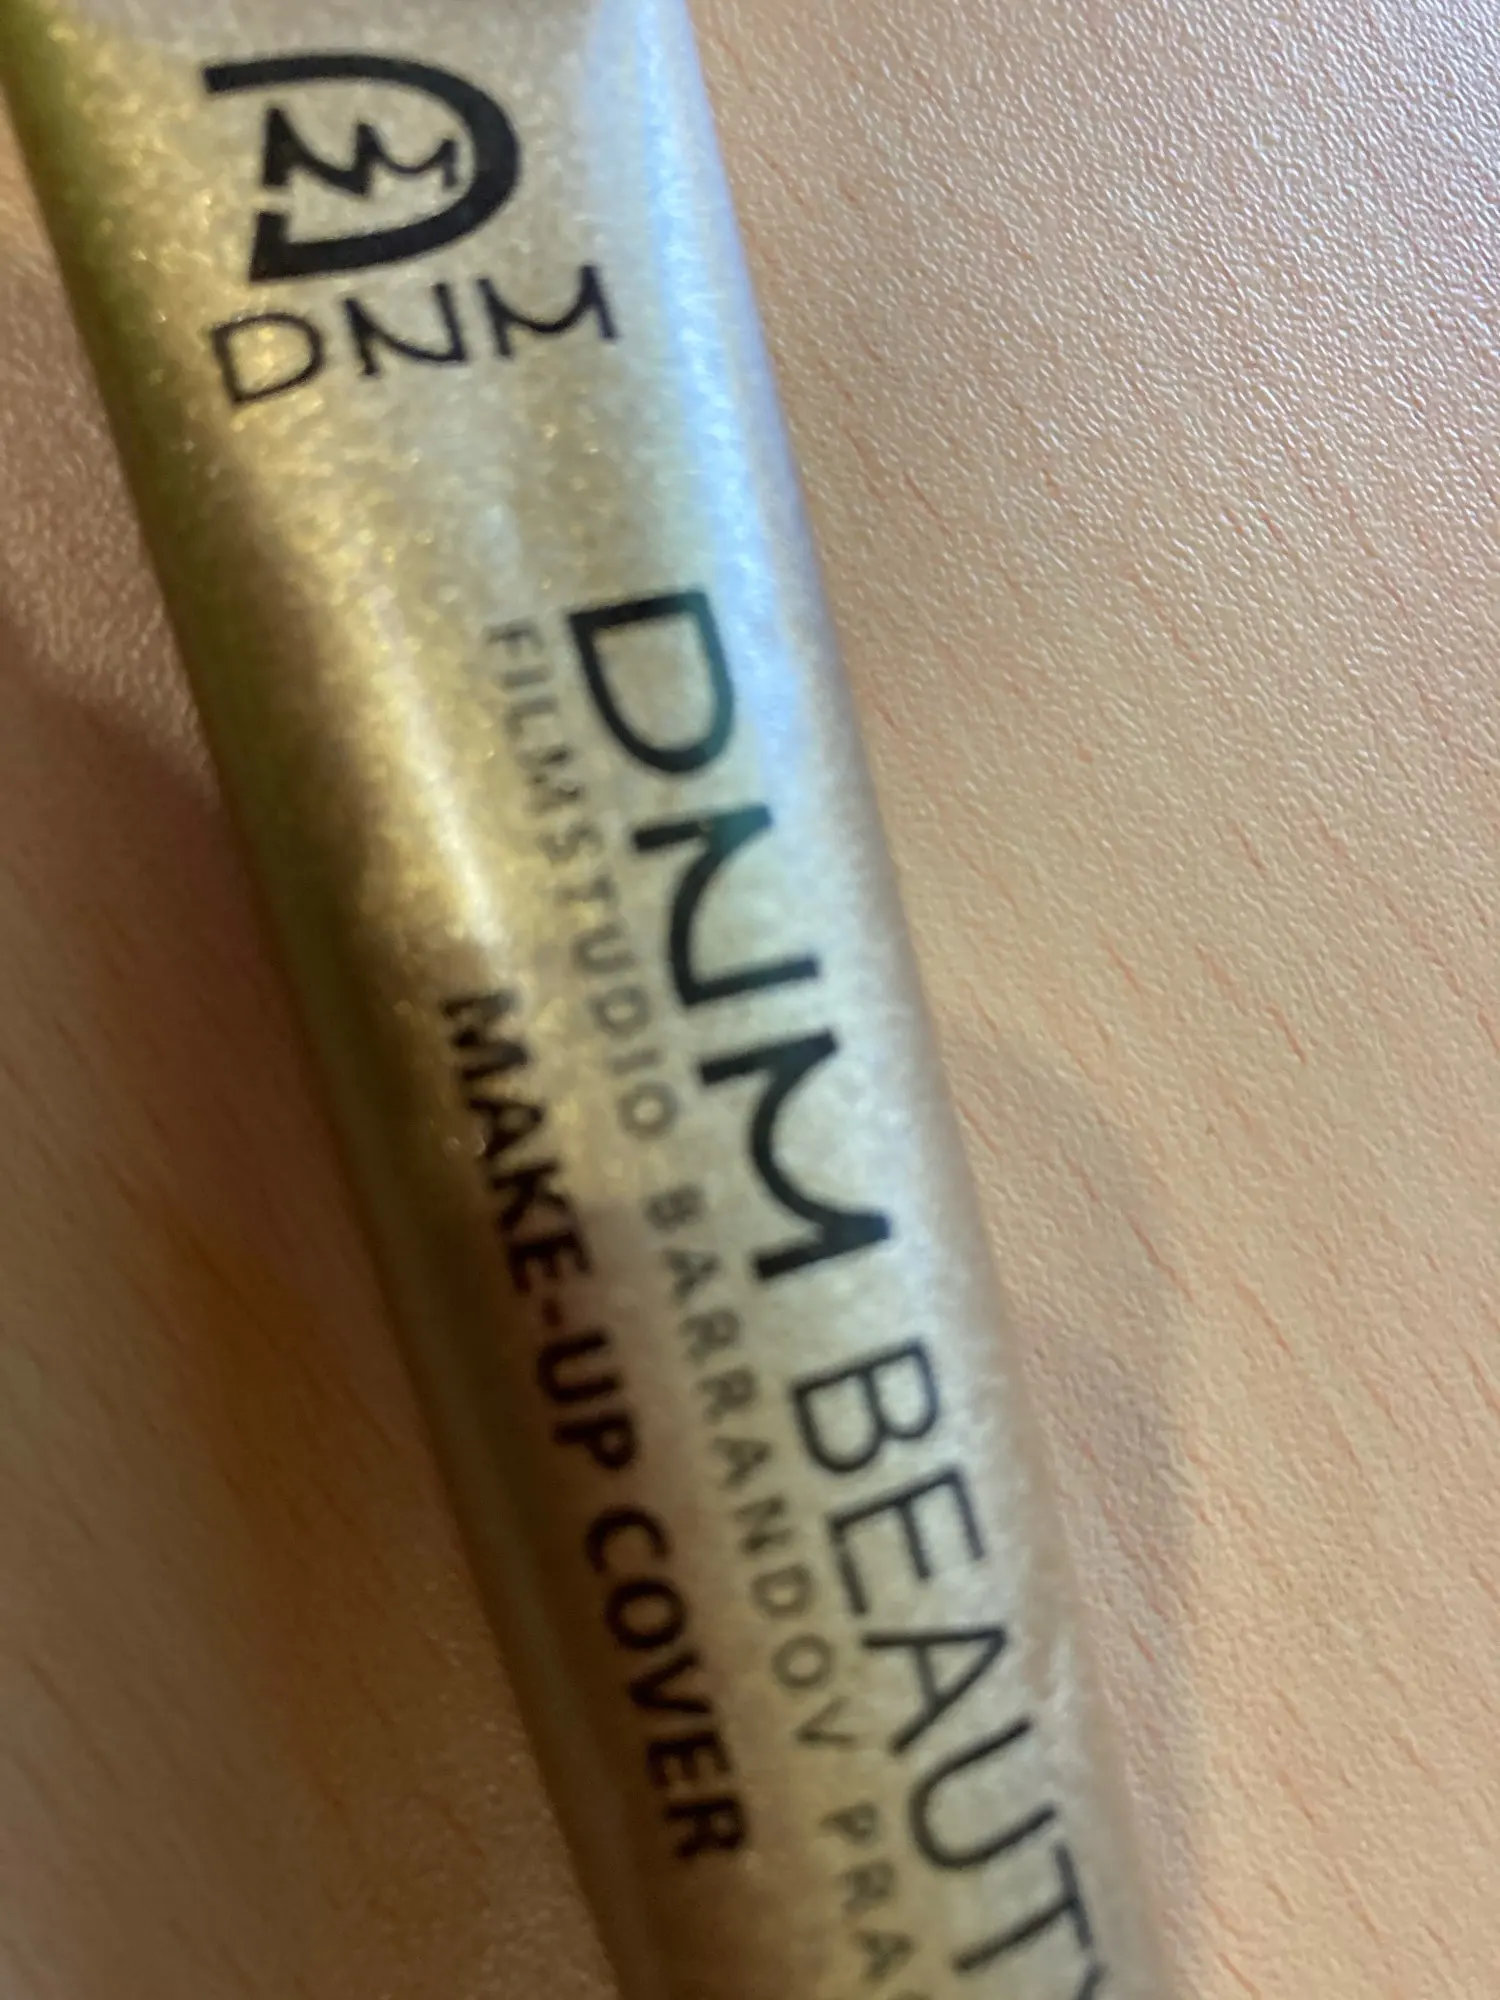 DNM
DNM BEAUTY
FILMSTUDIO BARRANDOV PRA
MAKE-UP COVER